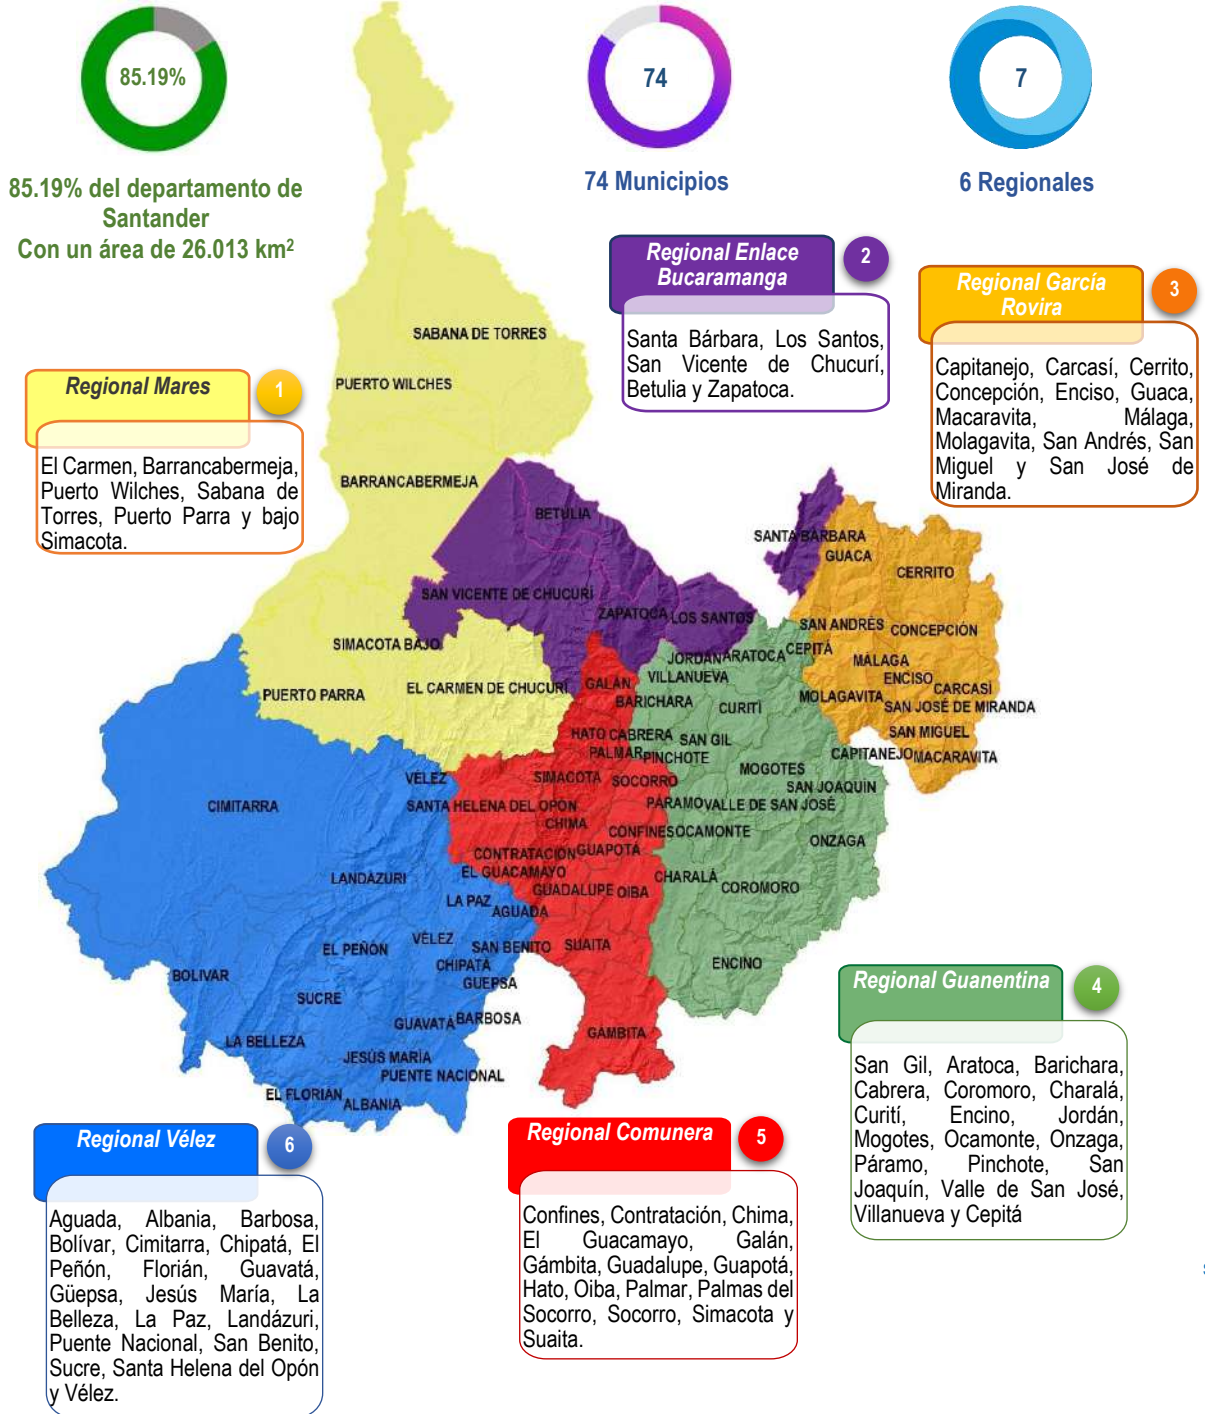 85.19%
74
7
85.19% del departamento de
Santander
Con un área de 26.013 km²
74 Municipios
6 Regionales
Regional Enlace
Bucaramanga
2
Santa Bárbara, Los Santos,
San Vicente de Chucurí,
Betulia y Zapatoca.
Regional García
Rovira
3
Capitanejo, Carcasí, Cerrito,
Concepción, Enciso, Guaca,
Macaravita, Málaga,
Molagavita, San Andrés, San
Miguel y San José de
Miranda.
Regional Mares
1
El Carmen, Barrancabermeja,
Puerto Wilches, Sabana de
Torres, Puerto Parra y bajo
Simacota.
SABANA DE TORRES
PUERTO WILCHES
BARRANCABERMEJA
BETULIA
SANTA BÁRBARA
GUACA
CERRITO
SAN VICENTE DE CHUCURÍ
ZAPATOCA
LOS SANTOS
SAN ANDRÉS
CONCEPCIÓN
SIMACOTA BAJO
JORDÁN
ARATOCA
CEPITÁ
MÁLAGA
PUERTO PARRA
EL CARMEN DE CHUCURÍ
GALÁN
VILLANUEVA
ENCISO
CARCASÍ
BARICHARA
CURITÍ
MOLAGAVITA
SAN JOSÉ DE MIRANDA
HATO
CABRERA
SAN GIL
SAN MIGUEL
PALMAR
PINCHOTE
CAPITANEJO
MACARAVITA
VÉLEZ
SIMACOTA
SOCORRO
MOGOTES
SAN JOAQUÍN
CIMITARRA
SANTA HELENA DEL OPÓN
PÁRAMO
VALLE DE SAN JOSÉ
CHIMA
CONFINES
OCAMONTE
ONZAGA
CONTRATACIÓN
GUAPOTÁ
LANDÁZURI
EL GUACAMAYO
CHARALÁ
COROMORO
GUADALUPE
OIBA
LA PAZ
AGUADA
EL PEÑÓN
VÉLEZ
SAN BENITO
SUAITA
ENCINO
CHIPATÁ
BOLIVAR
GÜEPSA
SUCRE
GUAVATÁ
BARBOSA
GÁMBITA
LA BELLEZA
JESÚS MARÍA
PUENTE NACIONAL
EL FLORIÁN
ALBANIA
Regional Guanentina
4
San Gil, Aratoca, Barichara,
Cabrera, Coromoro, Charalá,
Curití, Encino, Jordán,
Mogotes, Ocamonte, Onzaga,
Páramo, Pinchote, San
Joaquín, Valle de San José,
Villanueva y Cepitá
Regional Vélez
6
Aguada, Albania, Barbosa,
Bolívar, Cimitarra, Chipatá, El
Peñón, Florián, Guavatá,
Güepsa, Jesús María, La
Belleza, La Paz, Landázuri,
Puente Nacional, San Benito,
Sucre, Santa Helena del Opón
y Vélez.
Regional Comunera
5
Confines, Contratación, Chima,
El Guacamayo, Galán,
Gámbita, Guadalupe, Guapotá,
Hato, Oiba, Palmar, Palmas del
Socorro, Socorro, Simacota y
Suaita.